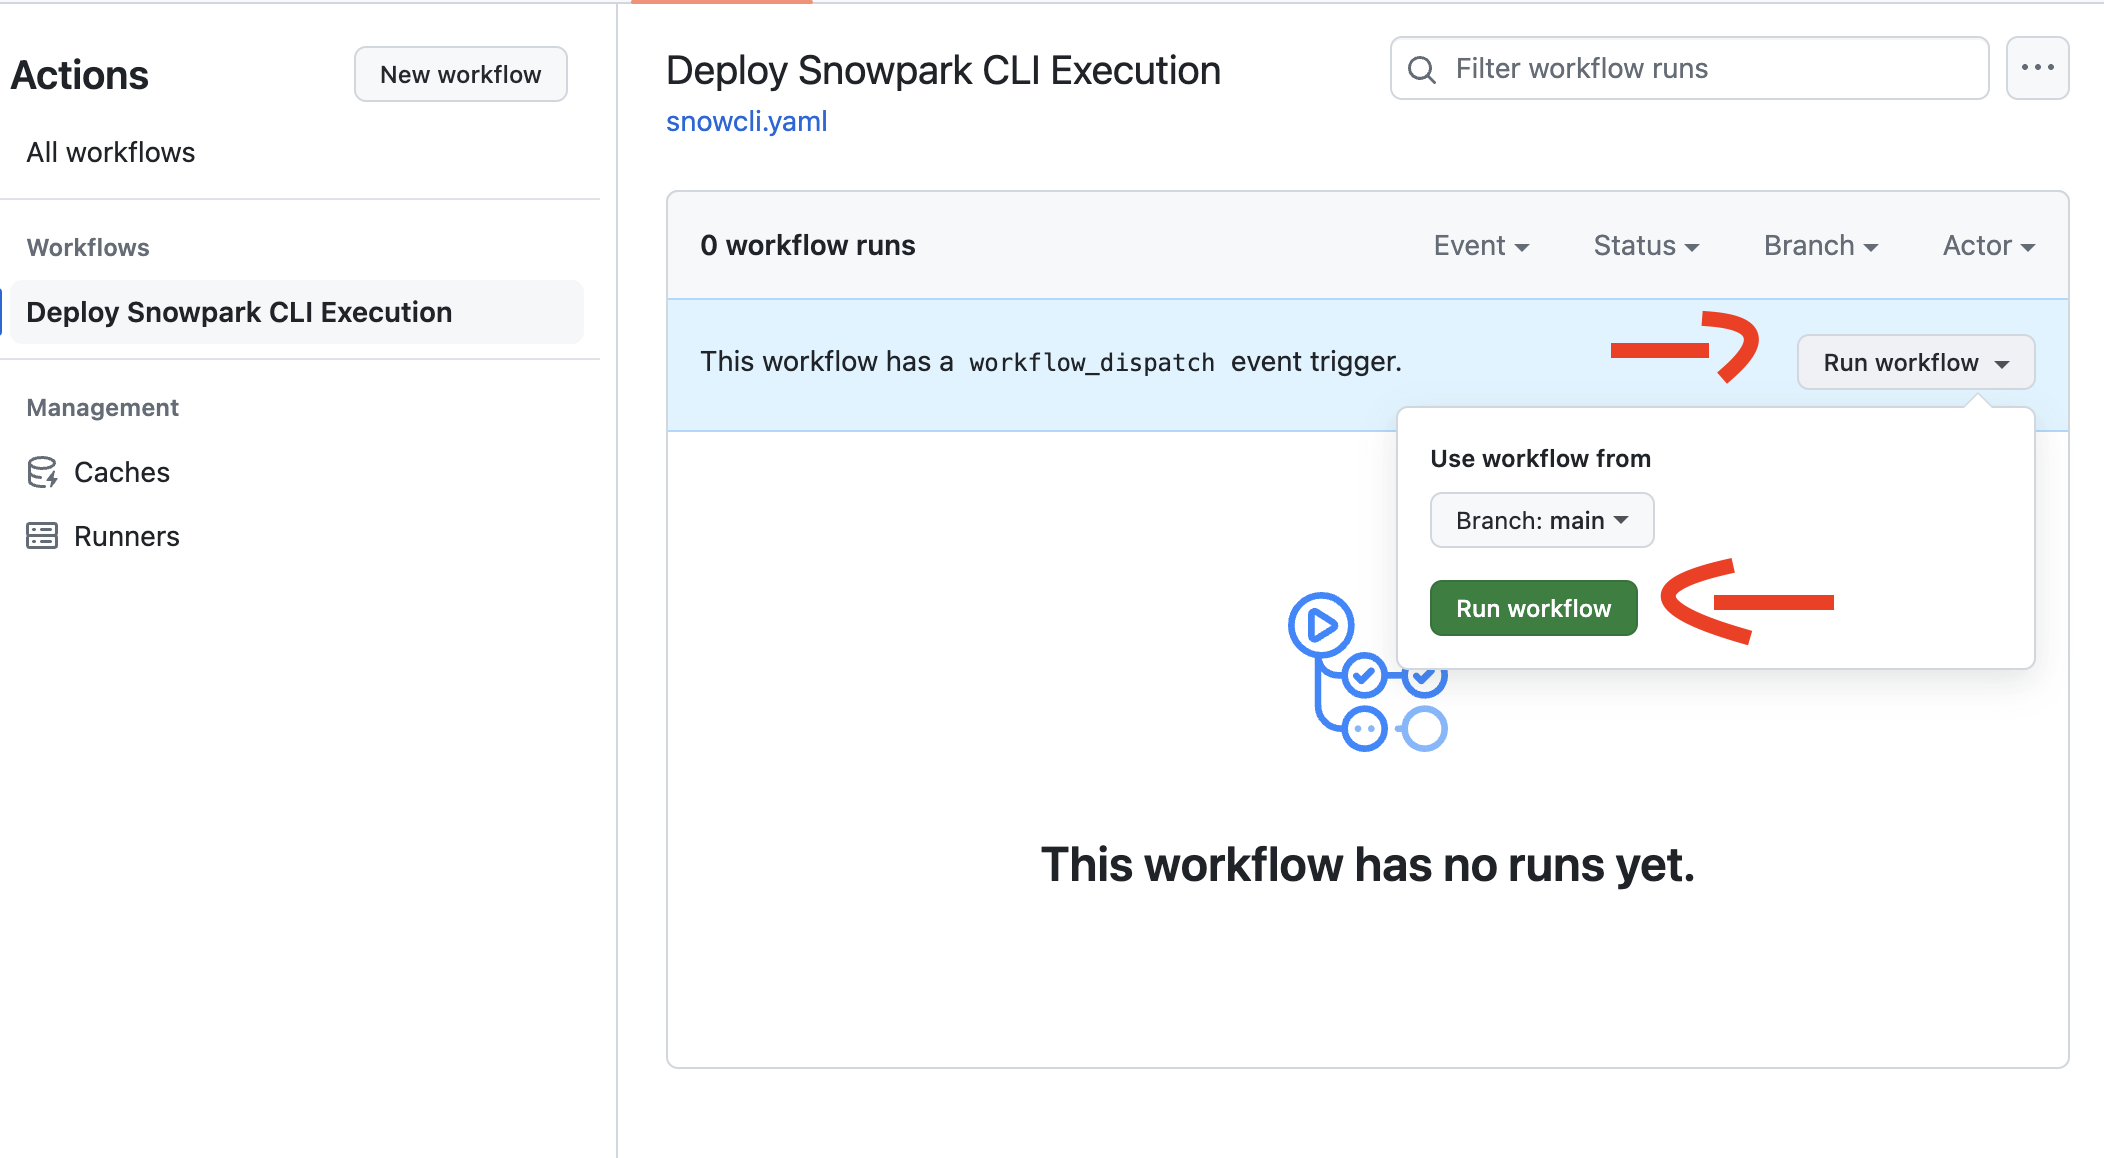 Actions
New workflow
All workflows
Workflows
Deploy Snowpark CLI Execution
Management
Caches
Runners
Deploy Snowpark CLI Execution
snowcli.yaml
Filter workflow runs
0 workflow runs
Event
Status
Branch
Actor
This workflow has a workflow_dispatch event trigger.
Run workflow
Use workflow from
Branch: main
Run workflow
This workflow has no runs yet.